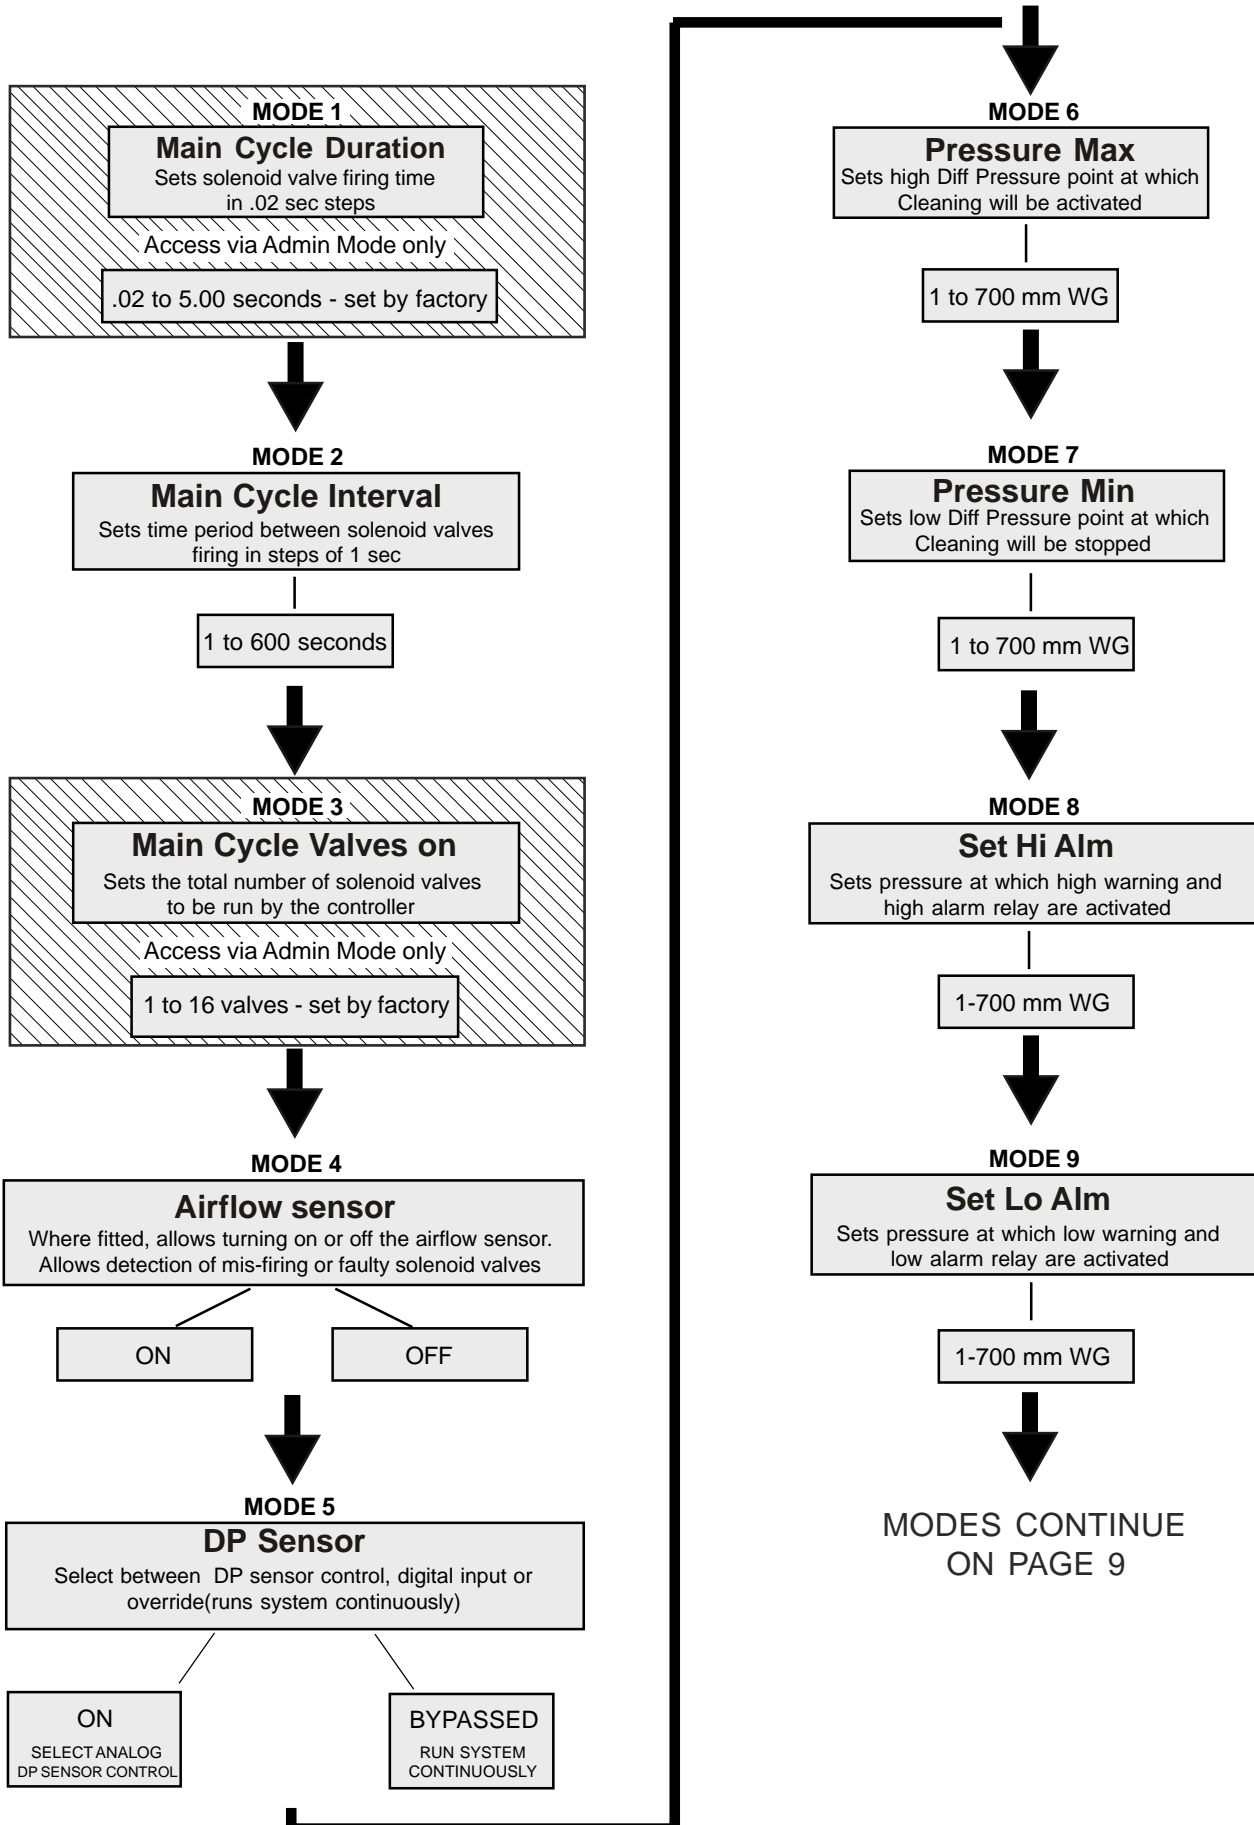 MODE 1
Main Cycle Duration
Sets solenoid valve firing time
in .02 sec steps
Access via Admin Mode only
.02 to 5.00 seconds - set by factory
MODE 2
Main Cycle Interval
Sets time period between solenoid valves
firing in steps of 1 sec
1 to 600 seconds
MODE 3
Main Cycle Valves on
Sets the total number of solenoid valves
to be run by the controller
Access via Admin Mode only
1 to 16 valves - set by factory
MODE 4
Airflow sensor
Where fitted, allows turning on or off the airflow sensor.
Allows detection of mis-firing or faulty solenoid valves
ON
OFF
MODE 5
DP Sensor
Select between DP sensor control, digital input or
override(runs system continuously)
ON
SELECT ANALOG
DP SENSOR CONTROL
BYPASSED
RUN SYSTEM
CONTINUOUSLY
MODE 6
Pressure Max
Sets high Diff Pressure point at which
Cleaning will be activated
1 to 700 mm WG
MODE 7
Pressure Min
Sets low Diff Pressure point at which
Cleaning will be stopped
1 to 700 mm WG
MODE 8
Set Hi Alm
Sets pressure at which high warning and
high alarm relay are activated
1-700 mm WG
MODE 9
Set Lo Alm
Sets pressure at which low warning and
low alarm relay are activated
1-700 mm WG
MODES CONTINUE
ON PAGE 9